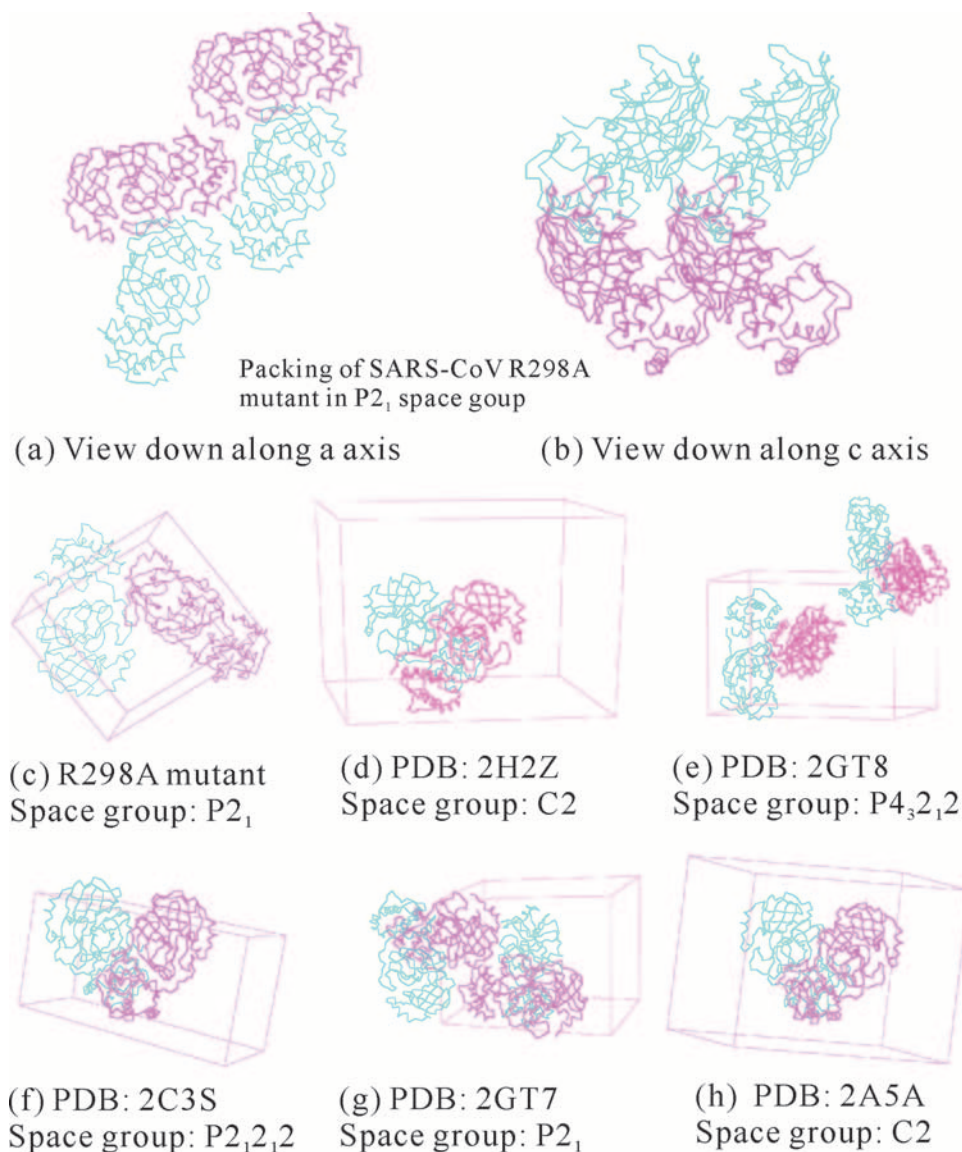 Packing of SARS-CoV R298A
mutant in P2₁ space goup
(a) View down along a axis
(b) View down along c axis
(c) R298A mutant
Space group: P2₁
(d) PDB: 2H2Z
Space group: C2
(e) PDB: 2GT8
Space group: P4₃2₁2
(f) PDB: 2C3S
Space group: P2₁2₁2
(g) PDB: 2GT7
Space group: P2₁
(h) PDB: 2A5A
Space group: C2